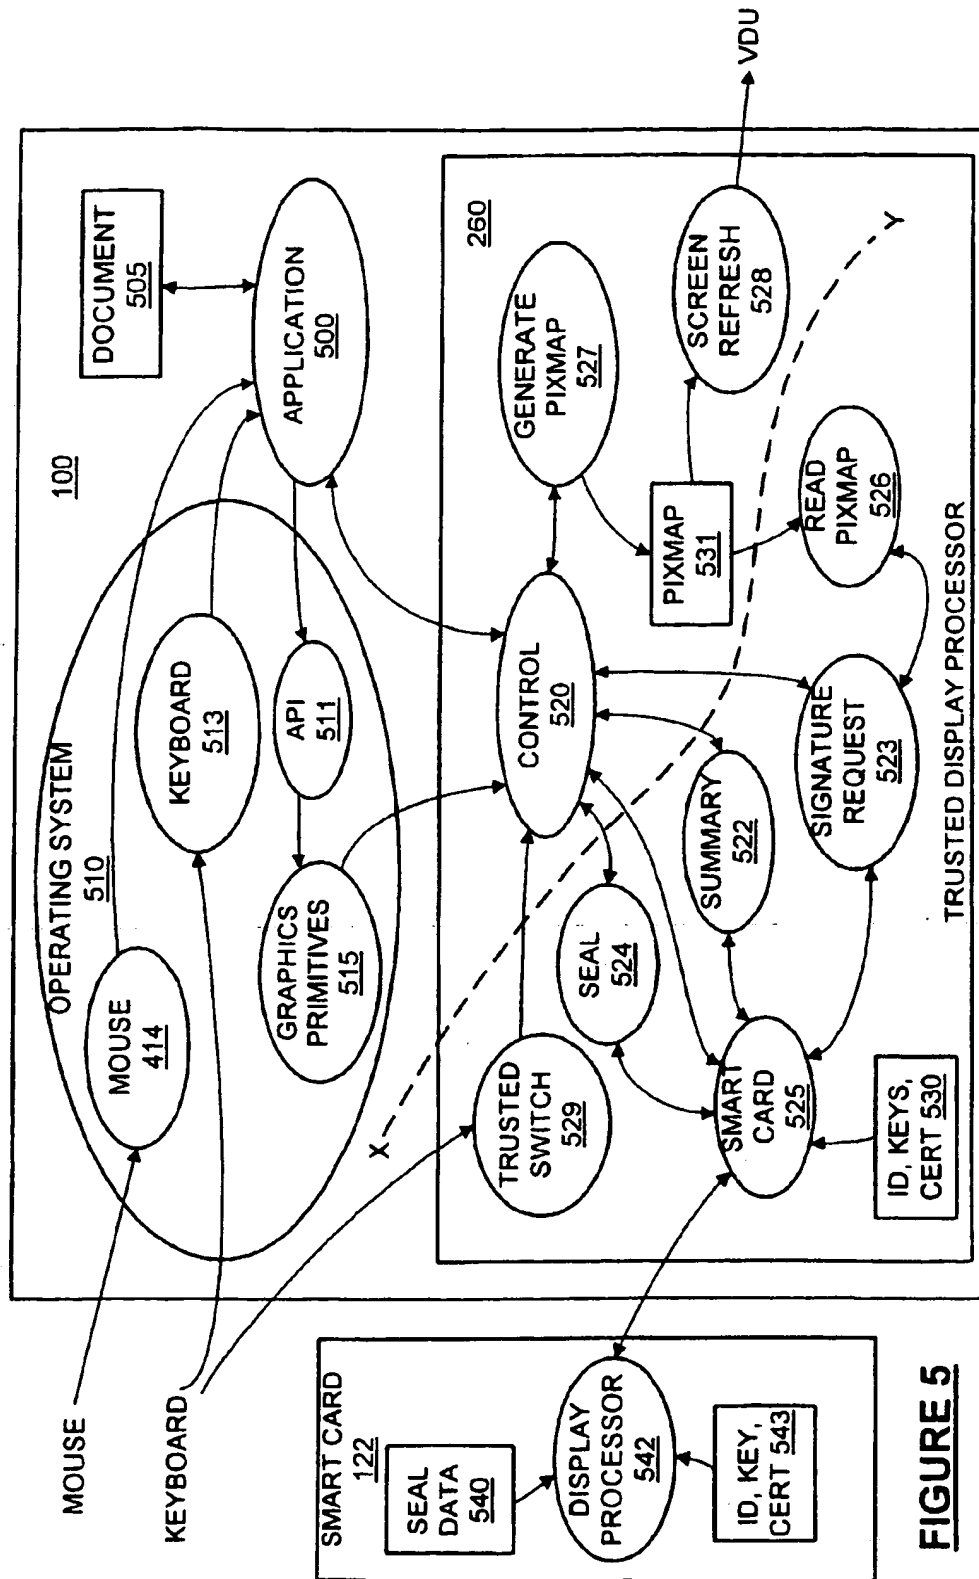 MOUSE
KEYBOARD
OPERATING SYSTEM
510
MOUSE
414
KEYBOARD
513
GRAPHICS
PRIMITIVES
515
API
511
100
DOCUMENT
505
APPLICATION
500
X
260
TRUSTED
SWITCH
529
CONTROL
520
GENERATE
PIXMAP
527
SEAL
524
PIXMAP
531
SCREEN
REFRESH
528
VDU
SUMMARY
522
SMART
CARD
525
SIGNATURE
REQUEST
523
READ
PIXMAP
526
Y
ID, KEYS,
CERT 530
TRUSTED DISPLAY PROCESSOR
SMART CARD
122
SEAL
DATA
540
DISPLAY
PROCESSOR
542
ID, KEY,
CERT 543
FIGURE 5